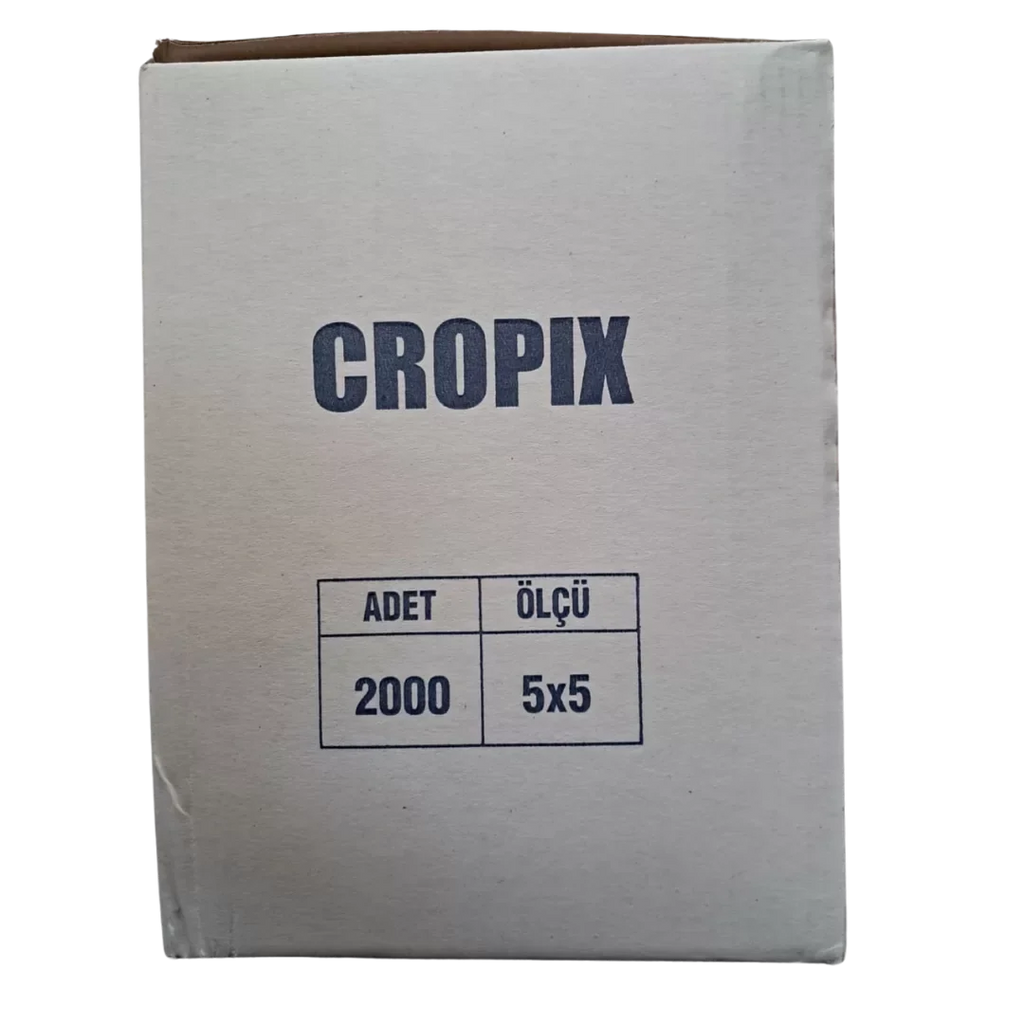 CROPIX
ADET ÖLÇÜ
2000 5x5